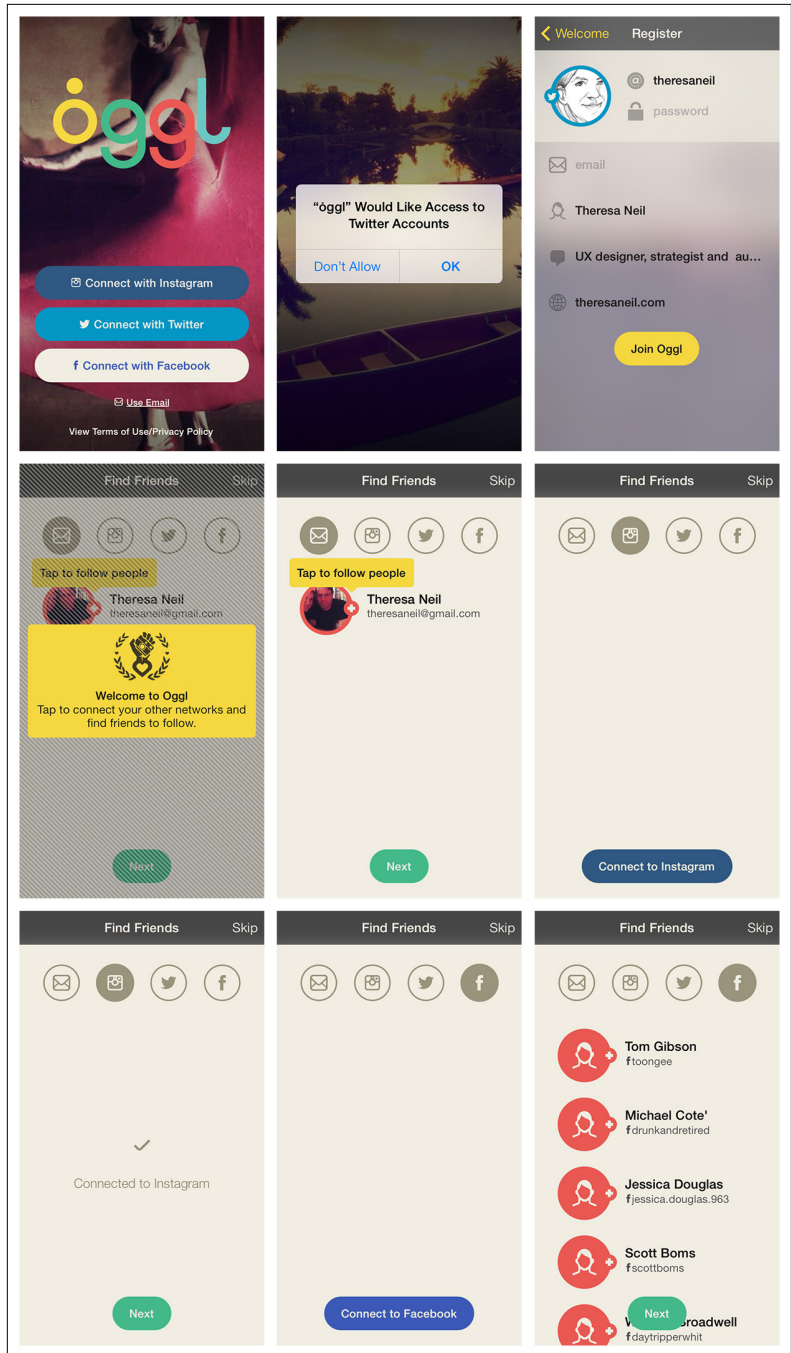 ȯggl
Connect with Instagram
Connect with Twitter
f Connect with Facebook
Use Email
View Terms of Use/Privacy Policy
“ȯggl” Would Like Access to
Twitter Accounts
Don’t Allow
OK
Welcome
Register
@ theresaneil
password
email
Theresa Neil
UX designer, strategist and au...
theresaneil.com
Join Oggl
Find Friends
Skip
f
Tap to follow people
Theresa Neil
theresaneil@gmail.com
Welcome to Oggl
Tap to connect your other networks and
find friends to follow.
Next
Find Friends
Skip
f
Tap to follow people
Theresa Neil
theresaneil@gmail.com
Next
Find Friends
Skip
f
Connect to Instagram
Find Friends
Skip
f
Connected to Instagram
Next
Find Friends
Skip
f
Connect to Facebook
Find Friends
Skip
f
Tom Gibson
f toongee
Michael Cote'
f drunkandretired
Jessica Douglas
f jessica.douglas.963
Scott Boms
f scottboms
Next
f daytripperwhit